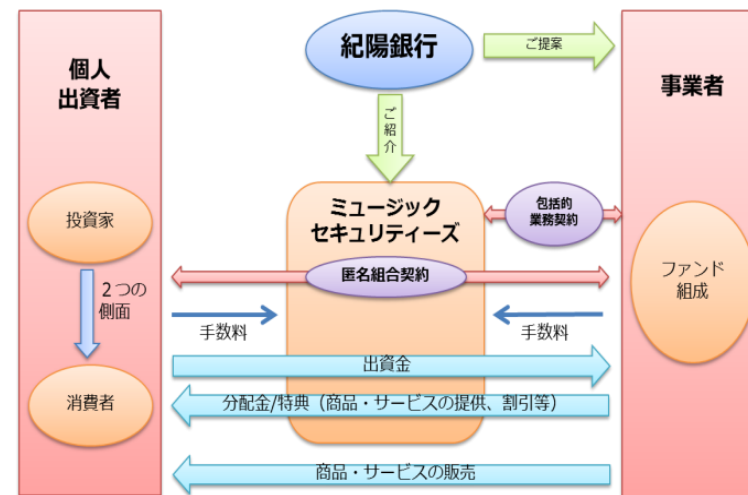 紀陽銀行
ご提案
個人
出資者
事業者
ご紹介
ミュージック
セキュリティーズ
包括的
業務契約
投資家
匿名組合契約
ファンド
組成
2つの
側面
手数料
手数料
出資金
消費者
分配金/特典（商品・サービスの提供、割引等）
商品・サービスの販売